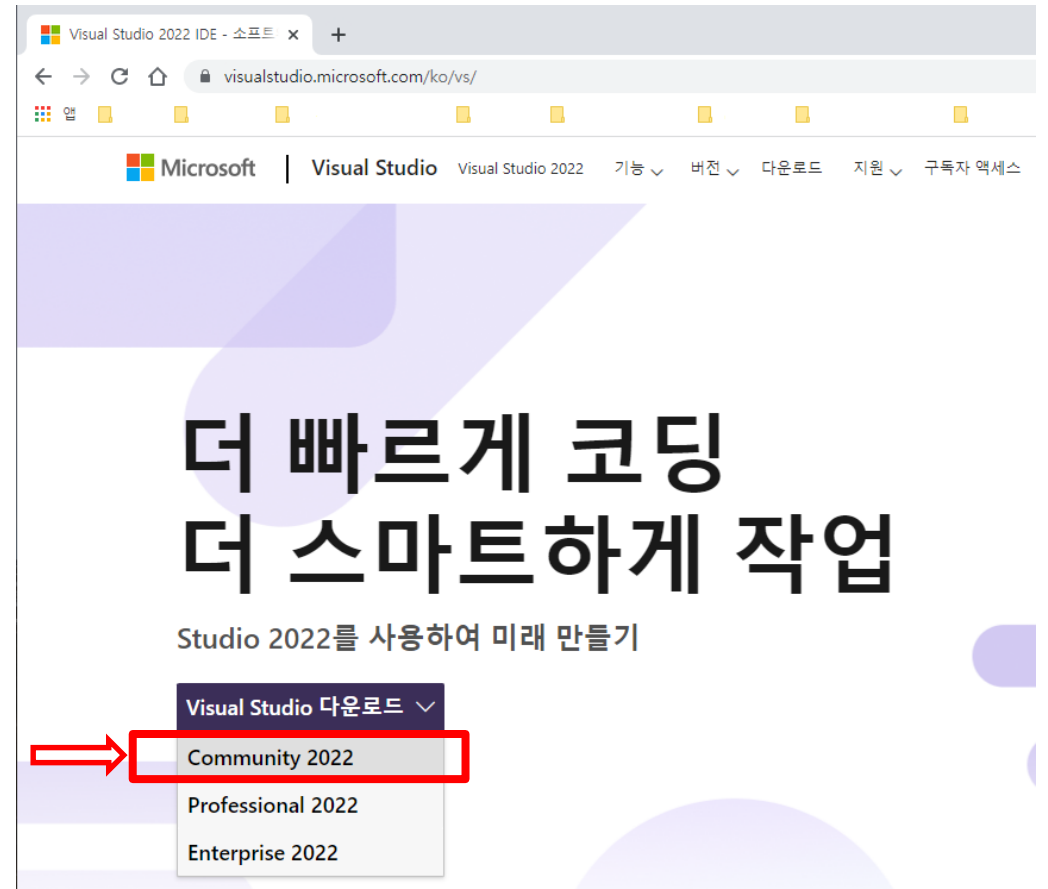 Visual Studio 2022 IDE - 소프트
visualstudio.microsoft.com/ko/vs/
앱
Microsoft Visual Studio Visual Studio 2022 기능 버전 다운로드 지원 구독자 액세스
더 빠르게 코딩
더 스마트하게 작업
Studio 2022를 사용하여 미래 만들기
Visual Studio 다운로드
Community 2022
Professional 2022
Enterprise 2022